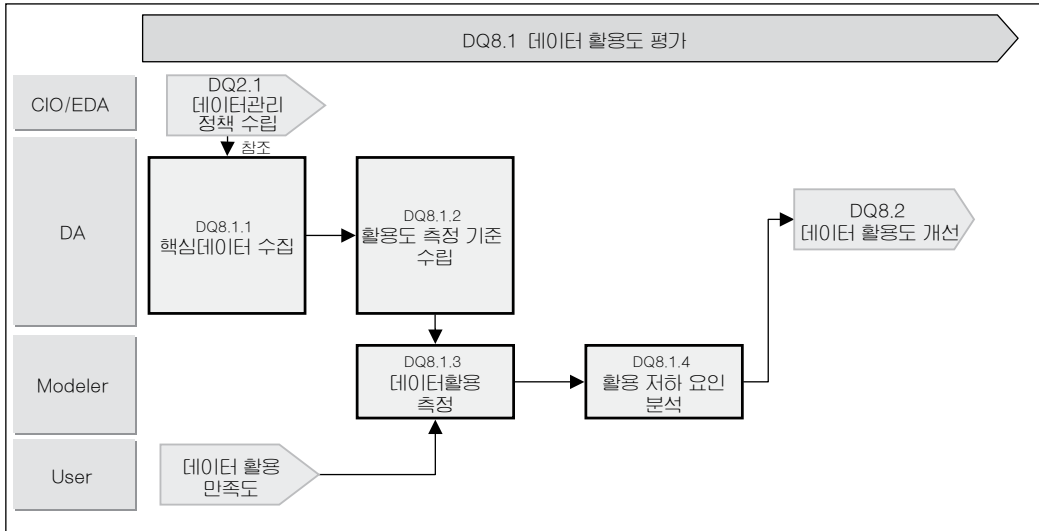 DQ8.1 데이터 활용도 평가
CIO/EDA
DQ2.1
데이터관리
정책 수립
참조
DA
DQ8.1.1
핵심데이터 수집
DQ8.1.2
활용도 측정 기준
수립
DQ8.2
데이터 활용도 개선
Modeler
DQ8.1.3
데이터활용
측정
DQ8.1.4
활용 저하 요인
분석
User
데이터 활용
만족도